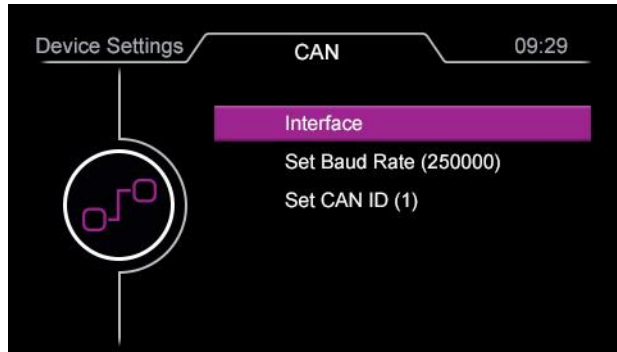 Device Settings
CAN
09:29
Interface
Set Baud Rate (250000)
Set CAN ID (1)